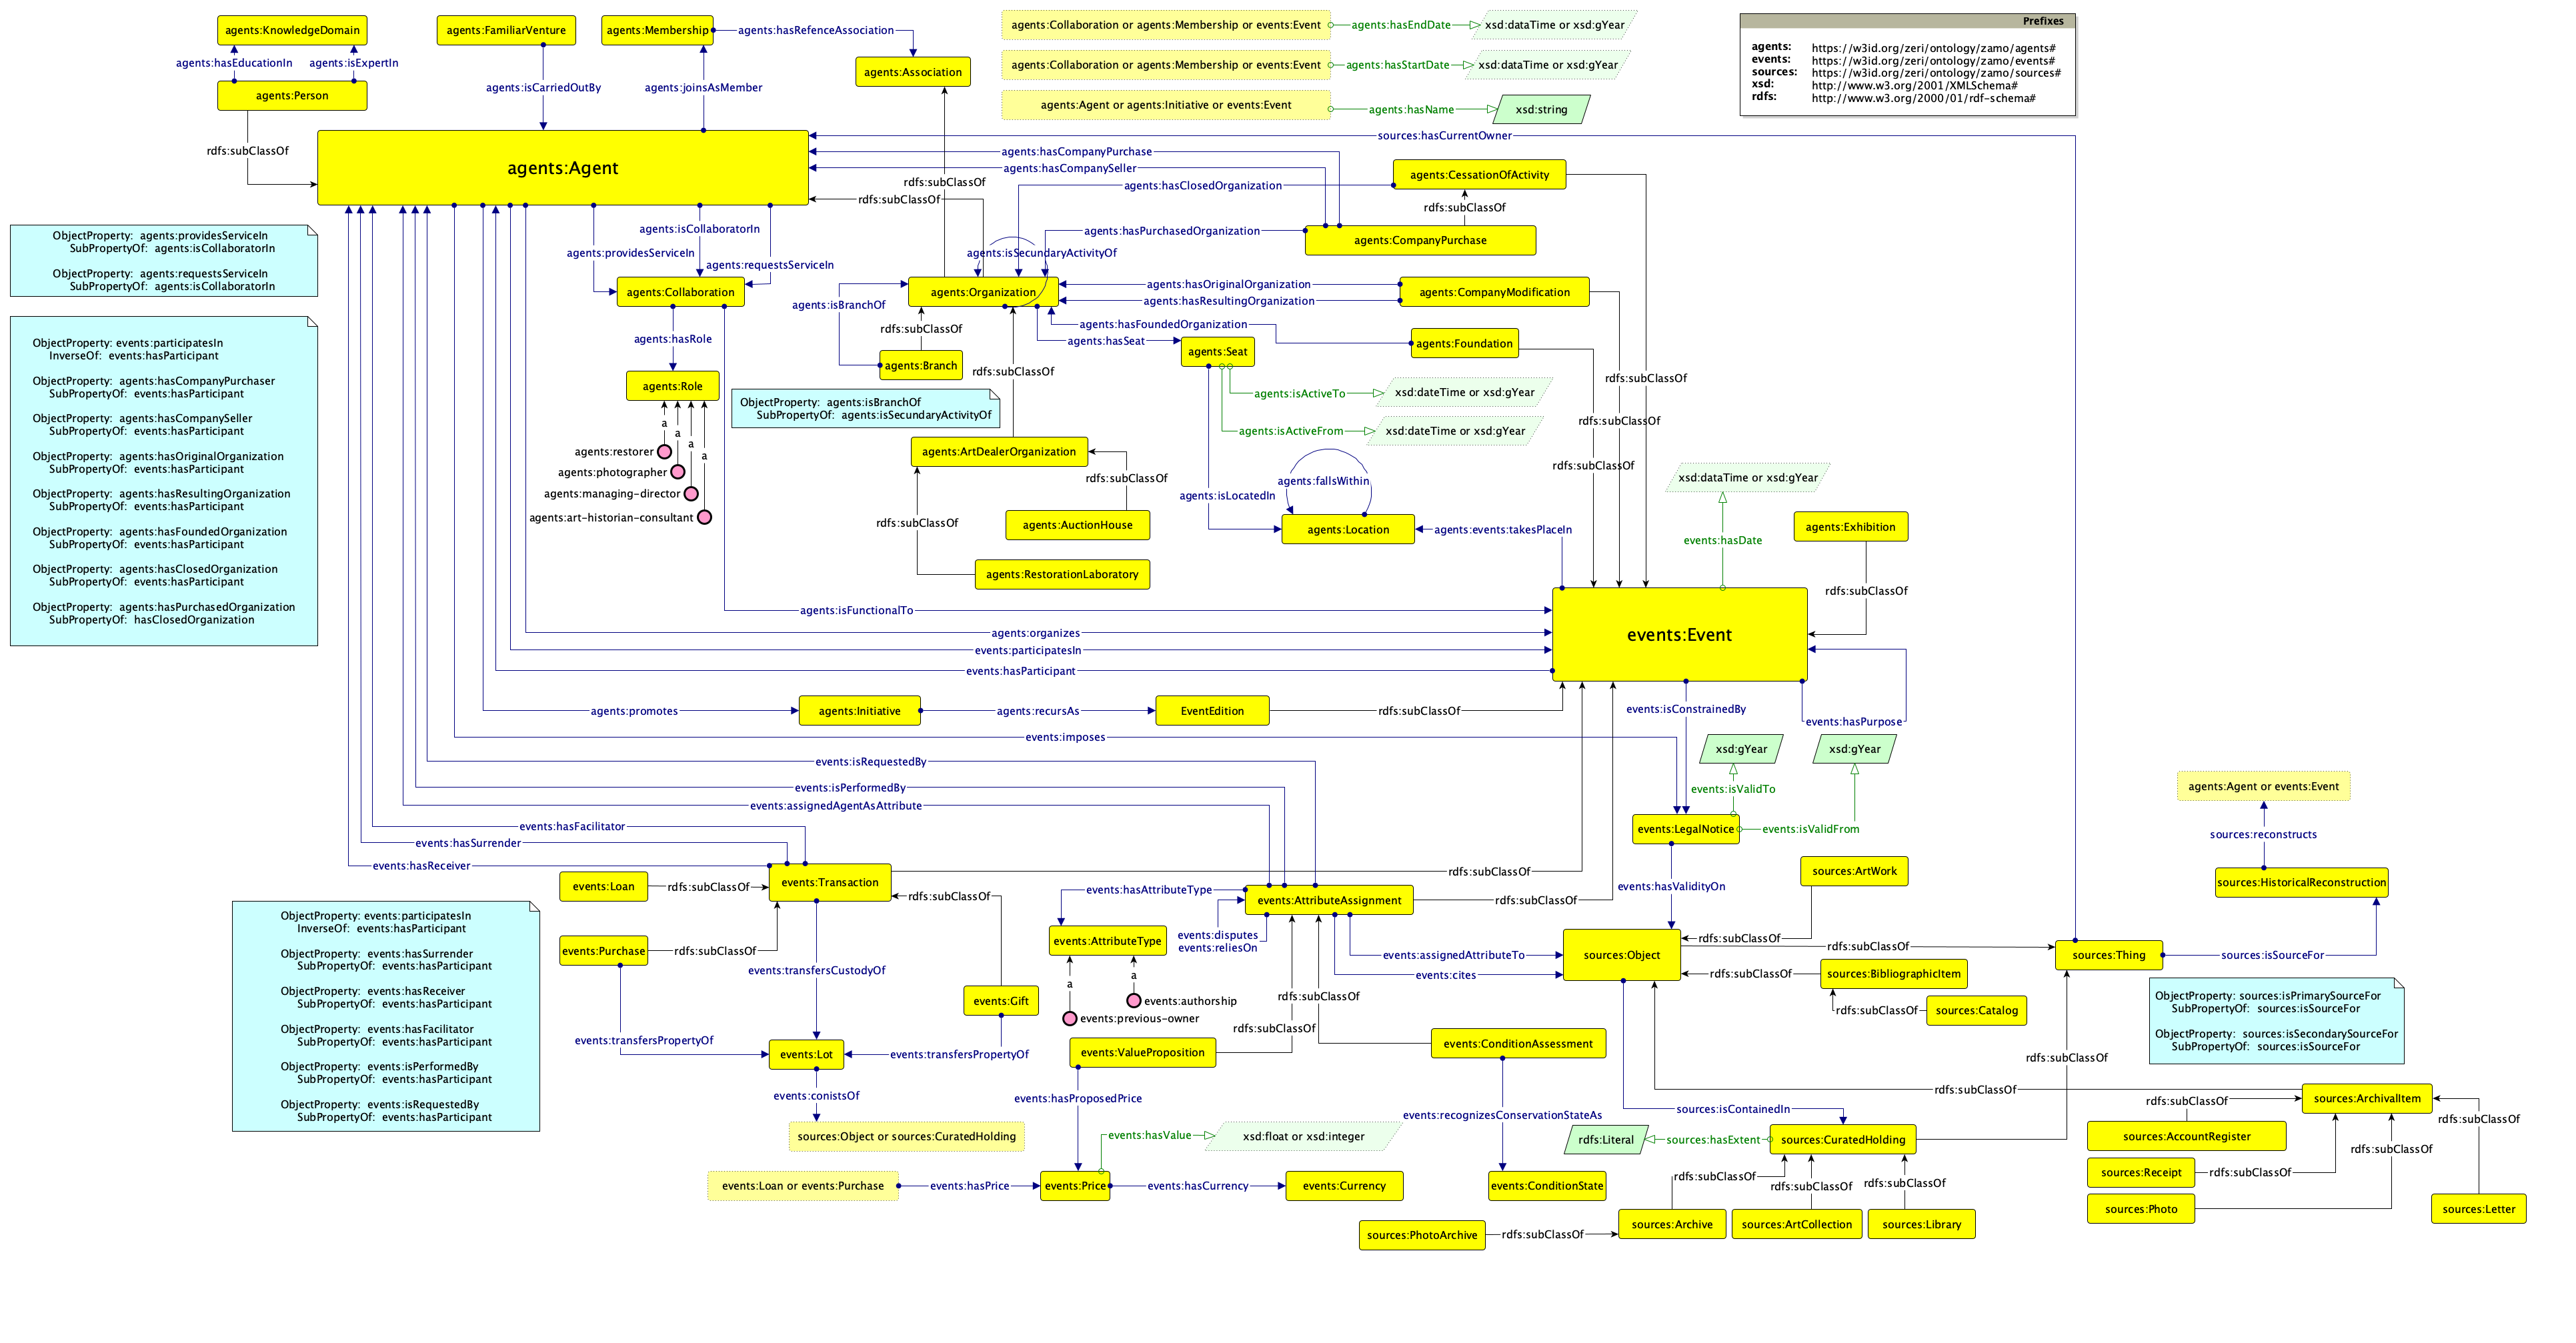 agents:KnowledgeDomain
agents:FamiliarVenture
agents:Membership
agents:hasRefenceAssociation
agents:Collaboration or agents:Membership or events:Event
agents:hasEndDate
xsd:dataTime or xsd:gYear
Prefixes
agents: https://w3id.org/zeri/ontology/zamo/agents#
events: https://w3id.org/zeri/ontology/zamo/events#
sources: https://w3id.org/zeri/ontology/zamo/sources#
xsd: http://www.w3.org/2001/XMLSchema#
rdfs: http://www.w3.org/2000/01/rdf-schema#
agents:hasEducationIn
agents:isExpertIn
agents:Association
agents:Collaboration or agents:Membership or events:Event
agents:hasStartDate
xsd:dataTime or xsd:gYear
agents:Person
agents:isCarriedOutBy
agents:joinsAsMember
agents:Agent or agents:Initiative or events:Event
agents:hasName
xsd:string
rdfs:subClassOf
agents:Agent
sources:hasCurrentOwner
agents:hasCompanyPurchase
agents:hasCompanySeller
rdfs:subClassOf
agents:hasClosedOrganization
agents:CessationOfActivity
rdfs:subClassOf
rdfs:subClassOf
ObjectProperty: agents:providesServiceIn
SubPropertyOf: agents:isCollaboratorIn
ObjectProperty: agents:requestsServiceIn
SubPropertyOf: agents:isCollaboratorIn
agents:isCollaboratorIn
agents:providesServiceIn
agents:requestsServiceIn
agents:hasPurchasedOrganization
agents:CompanyPurchase
agents:isSecundaryActivityOf
agents:Collaboration
agents:Organization
agents:hasOriginalOrganization
agents:hasResultingOrganization
agents:CompanyModification
agents:isBranchOf
rdfs:subClassOf
agents:hasFoundedOrganization
agents:hasSeat
agents:Foundation
agents:hasRole
agents:Seat
agents:Branch
rdfs:subClassOf
rdfs:subClassOf
agents:Role
ObjectProperty: agents:isBranchOf
SubPropertyOf: agents:isSecundaryActivityOf
agents:isActiveTo
xsd:dateTime or xsd:gYear
agents:isActiveFrom
xsd:dateTime or xsd:gYear
rdfs:subClassOf
rdfs:subClassOf
a
a
a
a
agents:restorer
agents:photographer
agents:managing-director
agents:art-historian-consultant
ObjectProperty: events:participatesIn
InverseOf: events:hasParticipant
ObjectProperty: agents:hasCompanyPurchaser
SubPropertyOf: events:hasParticipant
ObjectProperty: agents:hasCompanySeller
SubPropertyOf: events:hasParticipant
ObjectProperty: agents:hasOriginalOrganization
SubPropertyOf: events:hasParticipant
ObjectProperty: agents:hasResultingOrganization
SubPropertyOf: events:hasParticipant
ObjectProperty: agents:hasFoundedOrganization
SubPropertyOf: events:hasParticipant
ObjectProperty: agents:hasClosedOrganization
SubPropertyOf: events:hasParticipant
ObjectProperty: agents:hasPurchasedOrganization
SubPropertyOf: hasClosedOrganization
agents:ArtDealerOrganization
rdfs:subClassOf
agents:AuctionHouse
rdfs:subClassOf
agents:RestorationLaboratory
agents:isLocatedIn
agents:fallsWithin
agents:Location
agents:events:takesPlaceIn
xsd:dataTime or xsd:gYear
events:hasDate
agents:Exhibition
rdfs:subClassOf
agents:isFunctionalTo
agents:organizes
events:participatesIn
events:hasParticipant
events:Event
agents:promotes
agents:Initiative
agents:recursAs
EventEdition
rdfs:subClassOf
events:isConstrainedBy
events:hasPurpose
events:imposes
xsd:gYear
xsd:gYear
events:isRequestedBy
events:isPerformedBy
events:assignedAgentAsAttribute
events:isValidTo
events:LegalNotice
events:isValidFrom
agents:Agent or events:Event
sources:reconstructs
sources:HistoricalReconstruction
events:hasFacilitator
events:hasSurrender
events:hasReceiver
events:Loan
rdfs:subClassOf
events:Transaction
rdfs:subClassOf
rdfs:subClassOf
events:hasAttributeType
events:AttributeAssignment
rdfs:subClassOf
events:hasValidityOn
sources:ArtWork
rdfs:subClassOf
ObjectProperty: events:participatesIn
InverseOf: events:hasParticipant
ObjectProperty: events:hasSurrender
SubPropertyOf: events:hasParticipant
ObjectProperty: events:hasReceiver
SubPropertyOf: events:hasParticipant
ObjectProperty: events:hasFacilitator
SubPropertyOf: events:hasParticipant
ObjectProperty: events:isPerformedBy
SubPropertyOf: events:hasParticipant
ObjectProperty: events:isRequestedBy
SubPropertyOf: events:hasParticipant
events:Purchase
rdfs:subClassOf
events:AttributeType
events:disputes
events:reliesOn
events:assignedAttributeTo
events:cites
sources:Object
rdfs:subClassOf
sources:Thing
sources:isSourceFor
events:transfersCustodyOf
rdfs:subClassOf
sources:BibliographicItem
rdfs:subClassOf
sources:Catalog
a
a
events:authorship
events:previous-owner
events:Gift
rdfs:subClassOf
rdfs:subClassOf
ObjectProperty: sources:isPrimarySourceFor
SubPropertyOf: sources:isSourceFor
ObjectProperty: sources:isSecondarySourceFor
SubPropertyOf: sources:isSourceFor
events:transfersPropertyOf
events:Lot
events:transfersPropertyOf
events:ValueProposition
events:ConditionAssessment
rdfs:subClassOf
events:conistsOf
events:hasProposedPrice
rdfs:subClassOf
sources:ArchivalItem
events:recognizesConservationStateAs
sources:isContainedIn
rdfs:subClassOf
rdfs:subClassOf
sources:Object or sources:CuratedHolding
events:hasValue
xsd:float or xsd:integer
rdfs:Literal
sources:hasExtent
sources:CuratedHolding
sources:AccountRegister
rdfs:subClassOf
sources:Receipt
rdfs:subClassOf
events:Loan or events:Purchase
events:hasPrice
events:Price
events:hasCurrency
events:Currency
events:ConditionState
rdfs:subClassOf
rdfs:subClassOf
rdfs:subClassOf
sources:Photo
sources:Letter
sources:PhotoArchive
rdfs:subClassOf
sources:Archive
sources:ArtCollection
sources:Library